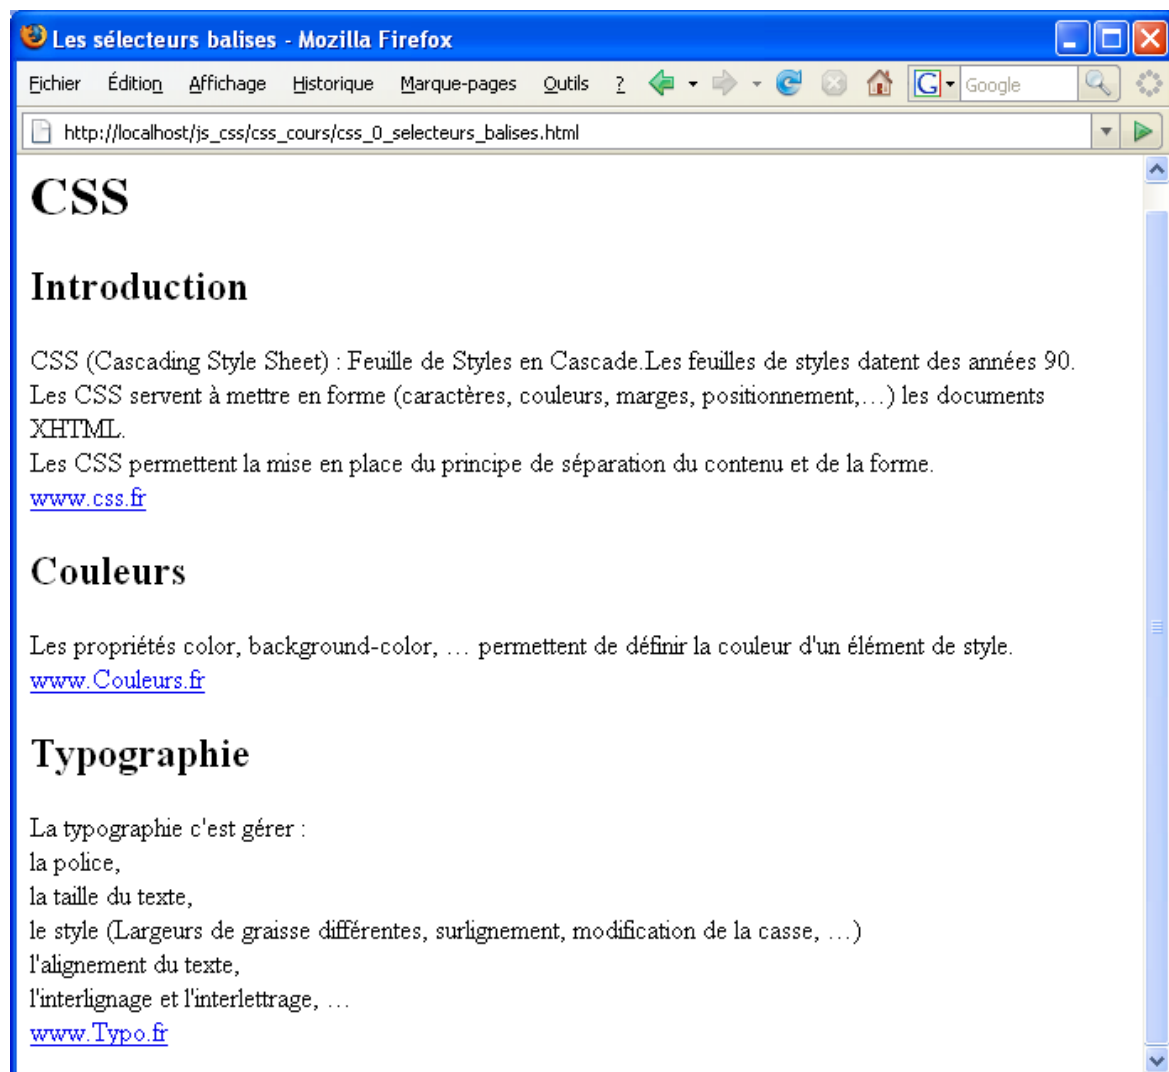 Les sélecteurs balises - Mozilla Firefox
Fichier Édition Affichage Historique Marque-pages Outils ? G Google
http://localhost/js_css/css_cours/css_0_selecteurs_balises.html
CSS
Introduction
CSS (Cascading Style Sheet) : Feuille de Styles en Cascade.Les feuilles de styles datent des années 90.
Les CSS servent à mettre en forme (caractères, couleurs, marges, positionnement,…) les documents
XHTML.
Les CSS permettent la mise en place du principe de séparation du contenu et de la forme.
www.css.fr
Couleurs
Les propriétés color, background-color, … permettent de définir la couleur d'un élément de style.
www.Couleurs.fr
Typographie
La typographie c'est gérer :
la police,
la taille du texte,
le style (Largeurs de graisse différentes, surlignement, modification de la casse, …)
l'alignement du texte,
l'interlignage et l'interlettrage, …
www.Typo.fr